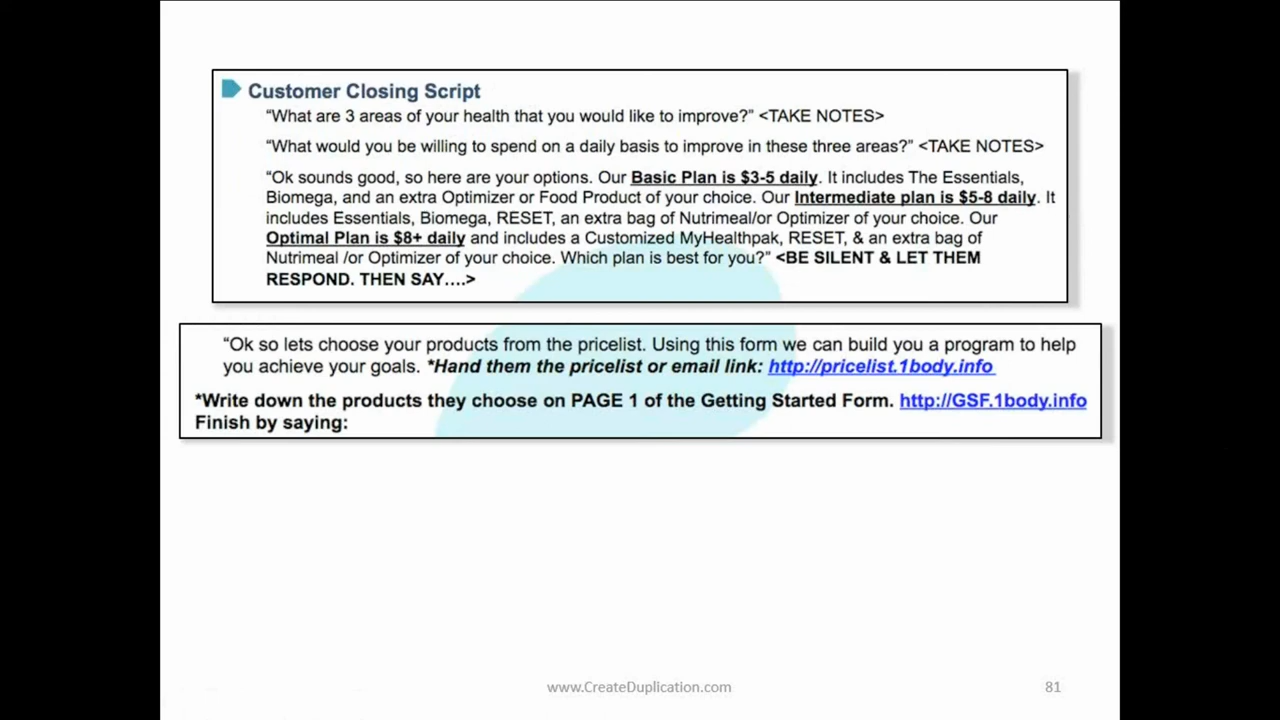 Customer Closing Script
“What are 3 areas of your health that you would like to improve?” <TAKE NOTES>
“What would you be willing to spend on a daily basis to improve in these three areas?” <TAKE NOTES>
“Ok sounds good, so here are your options. Our Basic Plan is $3-5 daily. It includes The Essentials,
Biomega, and an extra Optimizer or Food Product of your choice. Our Intermediate plan is $5-8 daily. It
includes Essentials, Biomega, RESET, an extra bag of Nutrimeal/or Optimizer of your choice. Our
Optimal Plan is $8+ daily and includes a Customized MyHealthpak, RESET, & an extra bag of
Nutrimeal /or Optimizer of your choice. Which plan is best for you?” <BE SILENT & LET THEM
RESPOND. THEN SAY….>
“Ok so lets choose your products from the pricelist. Using this form we can build you a program to help
you achieve your goals. *Hand them the pricelist or email link: http://pricelist.1body.info
*Write down the products they choose on PAGE 1 of the Getting Started Form. http://GSF.1body.info
Finish by saying:
www.CreateDuplication.com
81